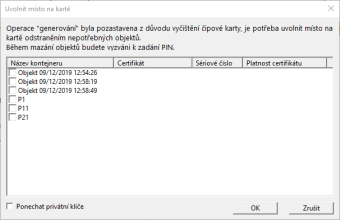 Uvolnit místo na kartě
Operace "generování" byla pozastavena z důvodu vyčištění čipové karty, je potřeba uvolnit místo na
kartě odstraněním nepotřebných objektů.
Během mazání objektů budete vyzváni k zadání PIN.
Název kontejneru Certifikát Sériové číslo Platnost certifikátu
Objekt 09/12/2019 12:54:26
Objekt 09/12/2019 12:58:19
Objekt 09/12/2019 12:58:49
P1
P11
P21
Ponechat privátní klíče
OK Zrušit